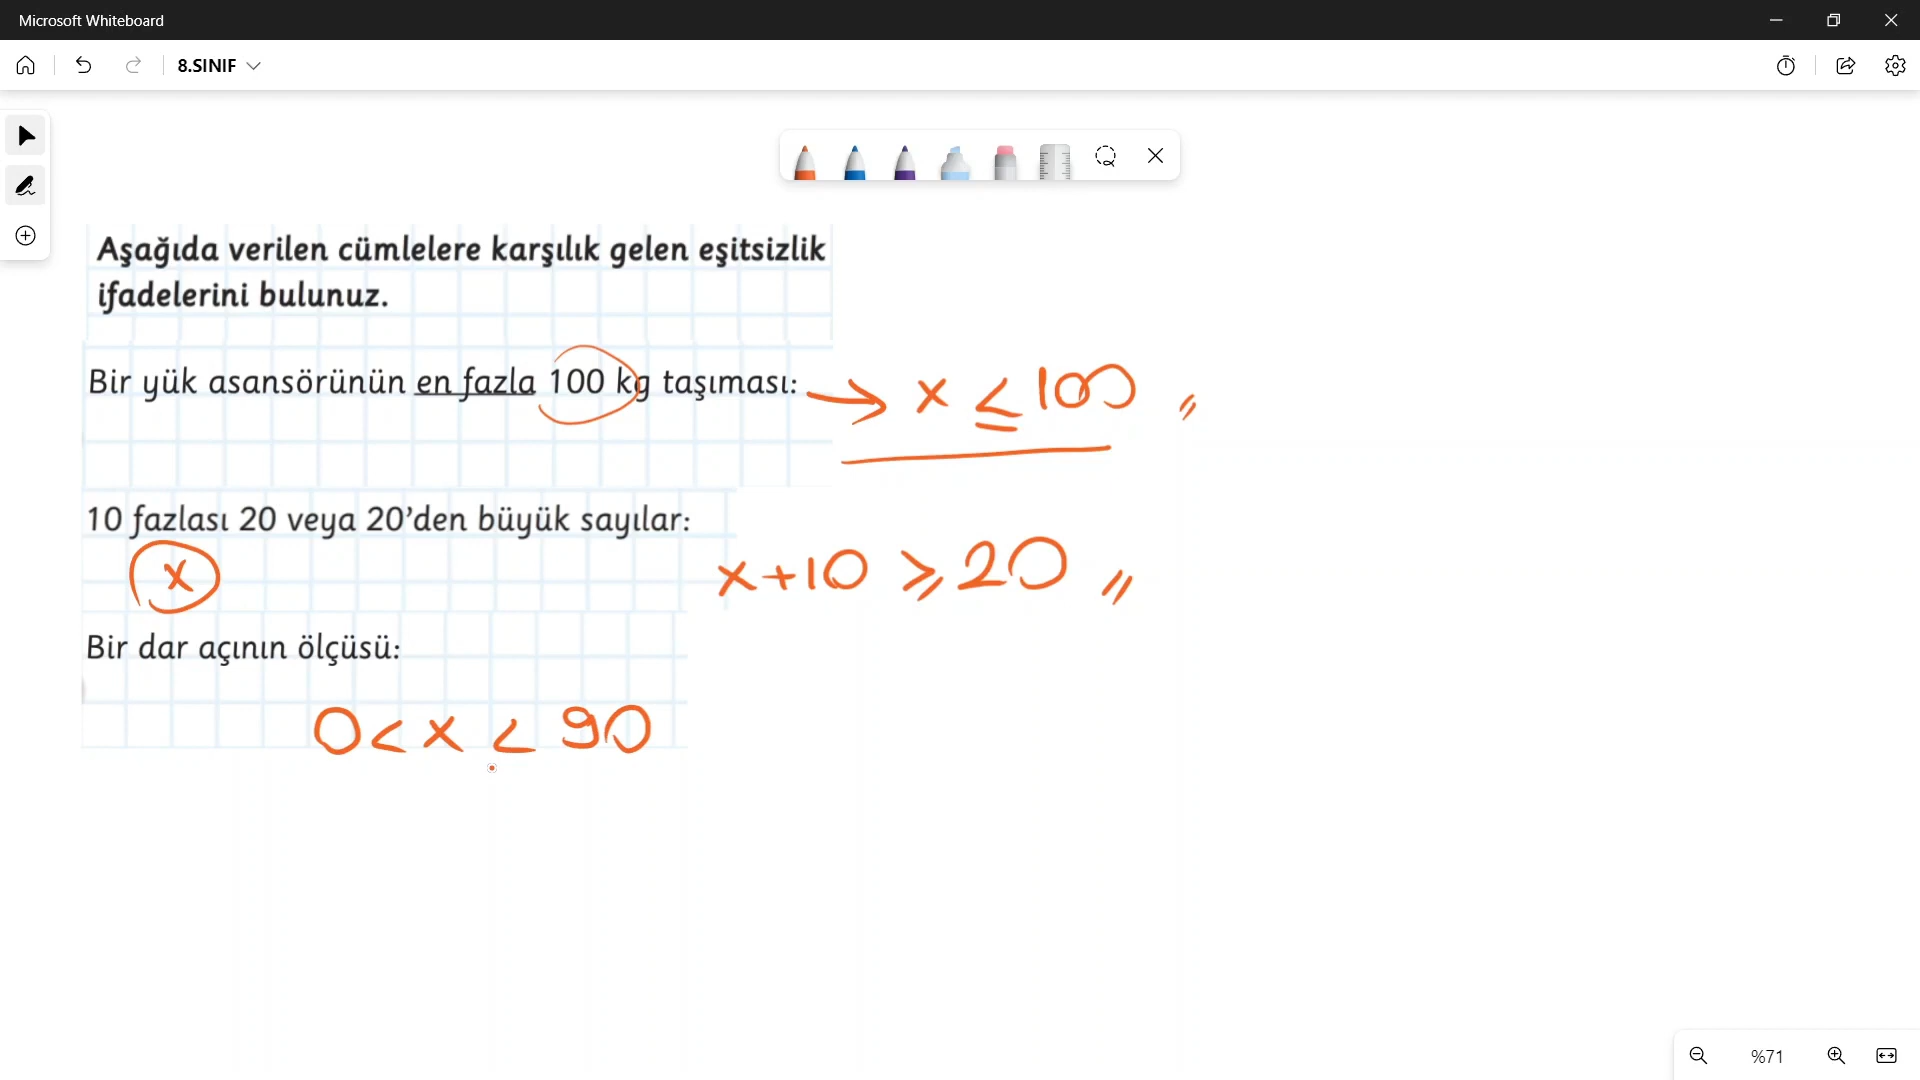 Microsoft Whiteboard
8.SINIF
Aşağıda verilen cümlelere karşılık gelen eşitsizlik
ifadelerini bulunuz.
Bir yük asansörünün en fazla 100 kg taşıması: → x ≤ 100 //
10 fazlası 20 veya 20'den büyük sayılar:
x
x+10 ≥ 20 //
Bir dar açının ölçüsü:
0 < x < 90
%71